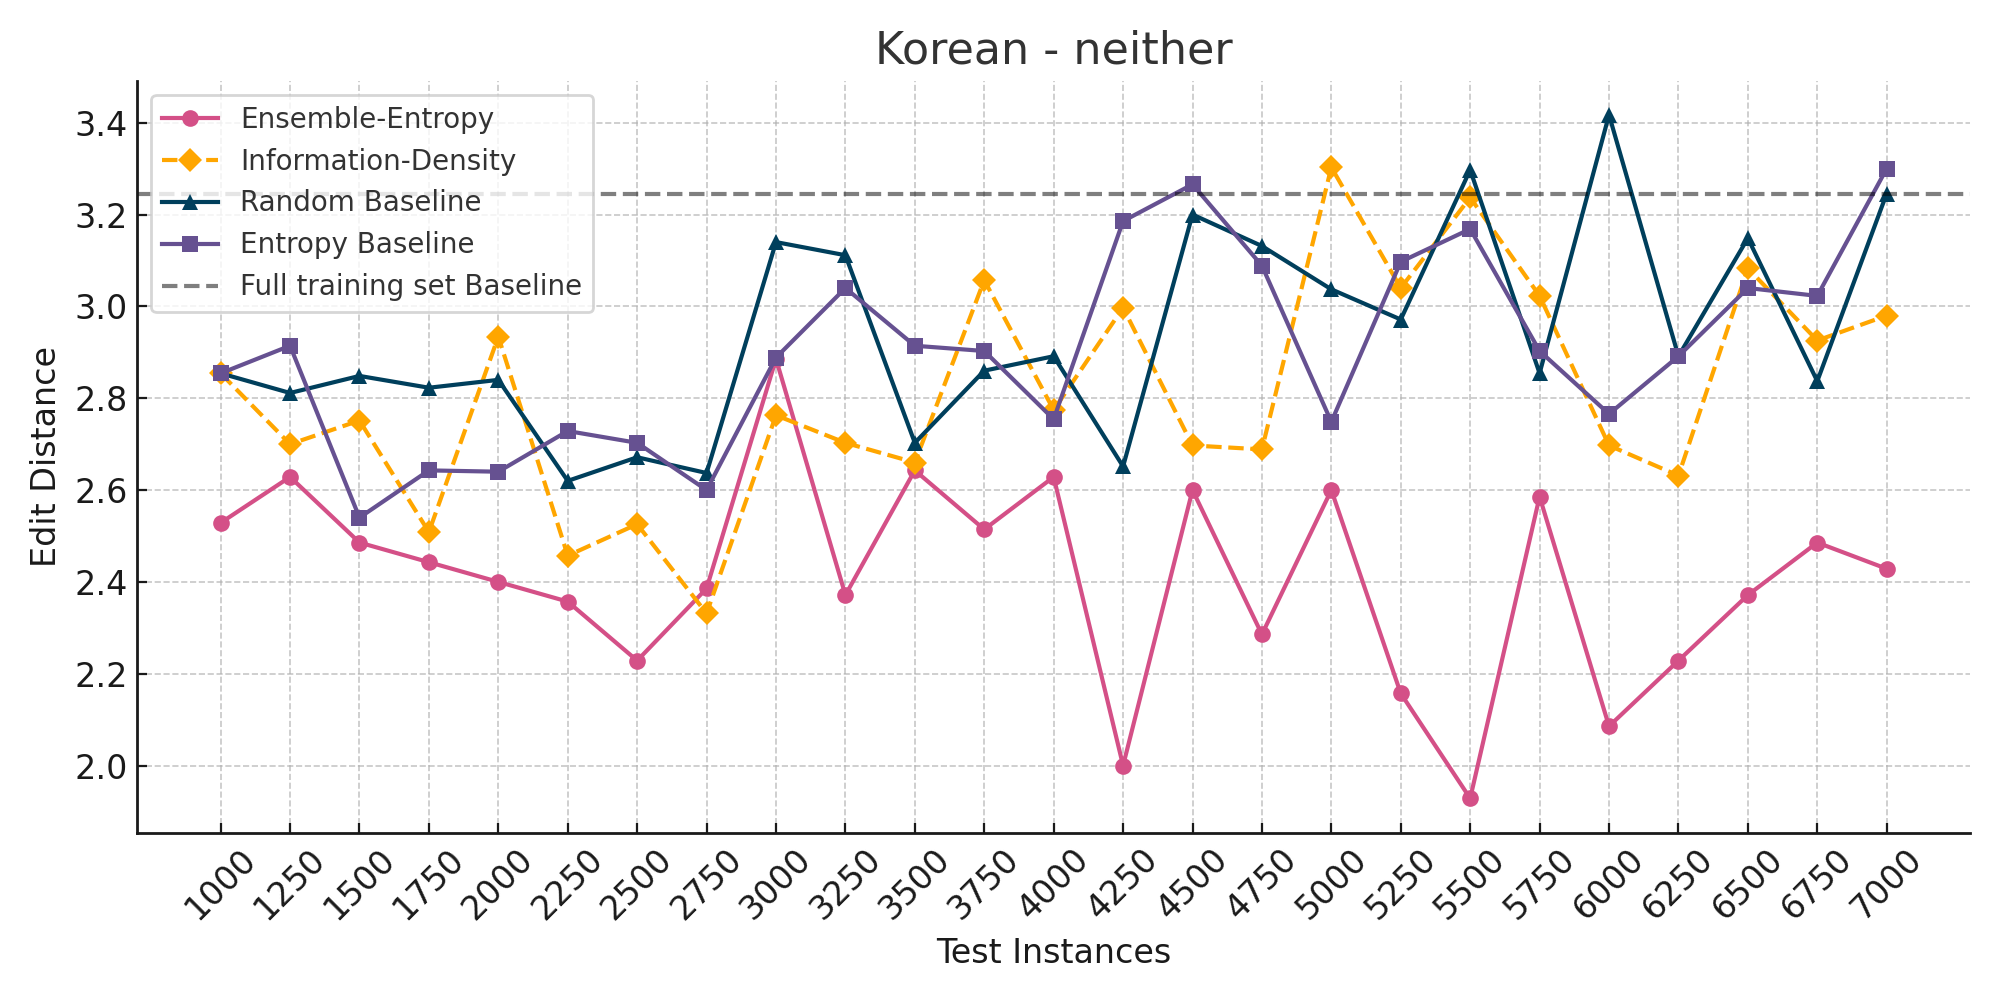 Korean - neither
Ensemble-Entropy
Information-Density
Random Baseline
Entropy Baseline
Full training set Baseline
Edit Distance
3.4
3.2
3.0
2.8
2.6
2.4
2.2
2.0
1000 1250 1500 1750 2000 2250 2500 2750 3000 3250 3500 3750 4000 4250 4500 4750 5000 5250 5500 5750 6000 6250 6500 6750 7000
Test Instances